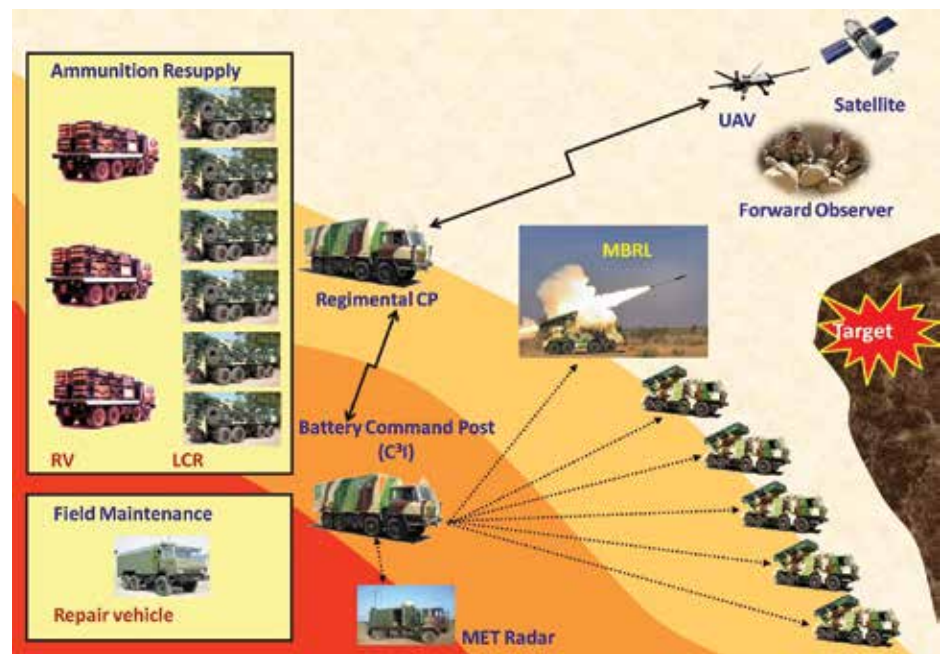 Ammunition Resupply
RV
LCR
Field Maintenance
Repair vehicle
Satellite
UAV
Forward Observer
MBRL
Target
Regimental CP
Battery Command Post
(C³I)
MET Radar